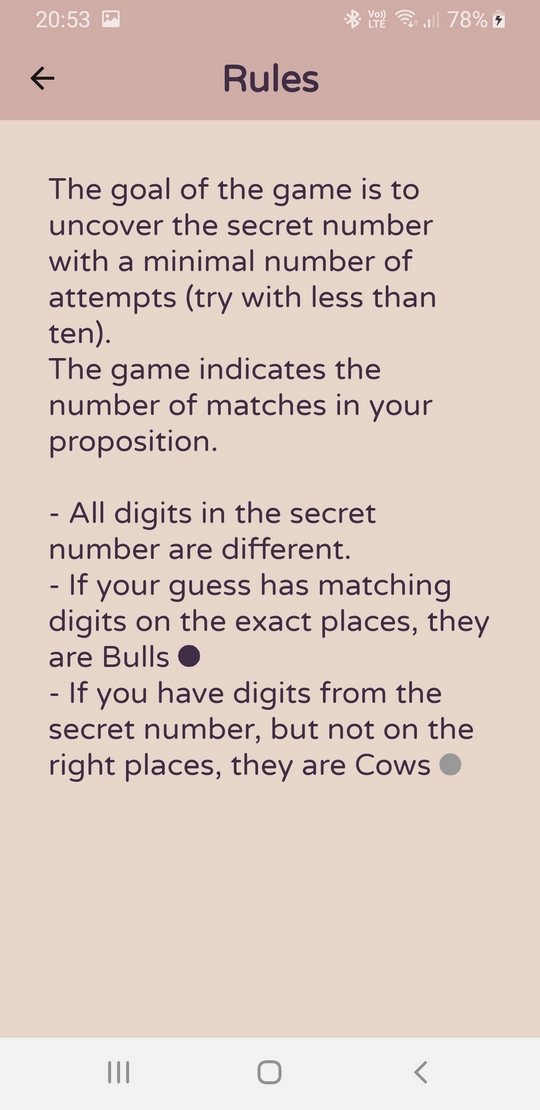 20:53
Vo)) LTE 78%
Rules
The goal of the game is to
uncover the secret number
with a minimal number of
attempts (try with less than
ten).
The game indicates the
number of matches in your
proposition.
- All digits in the secret
number are different.
- If your guess has matching
digits on the exact places, they
are Bulls
- If you have digits from the
secret number, but not on the
right places, they are Cows